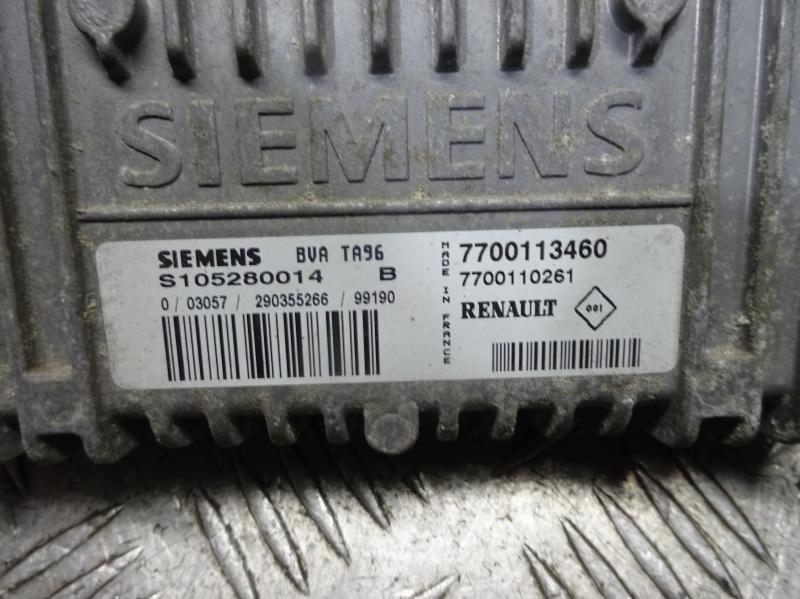 SIEMENS
SIEMENS BVA TA96
S105280014 B
0 / 03057 / 290355266 / 99190
MADE IN FRANCE
7700113460
7700110261
RENAULT 001